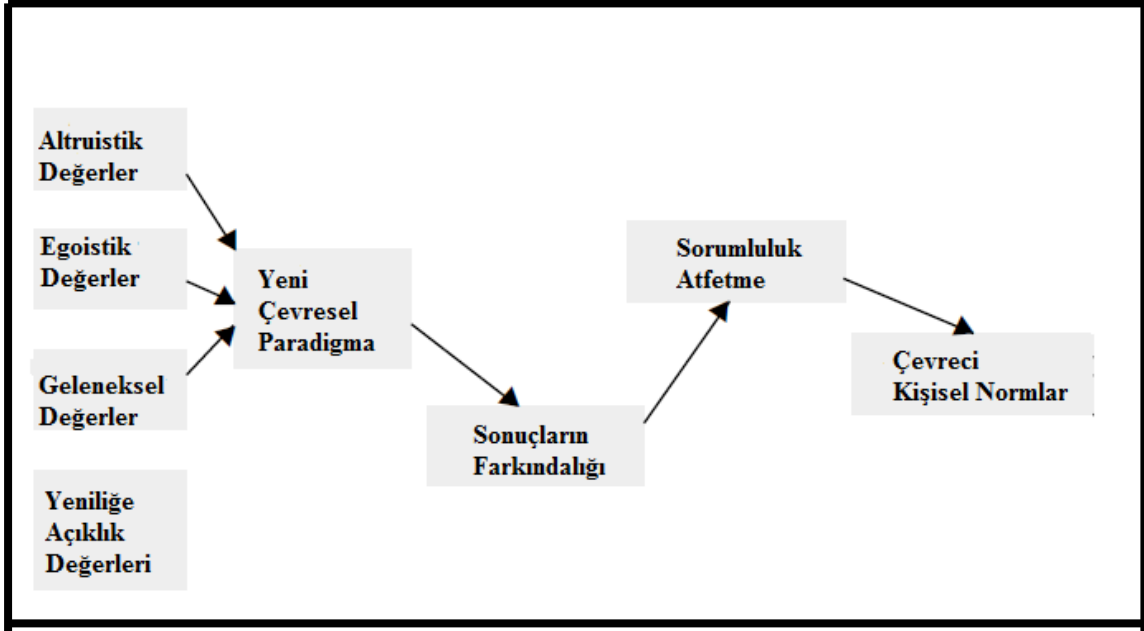 Altruistik
Değerler
Egoistik
Değerler
Geleneksel
Değerler
Yeniliğe
Açıklık
Değerleri
Yeni
Çevresel
Paradigma
Sonuçların
Farkındalığı
Sorumluluk
Atfetme
Çevreci
Kişisel Normlar